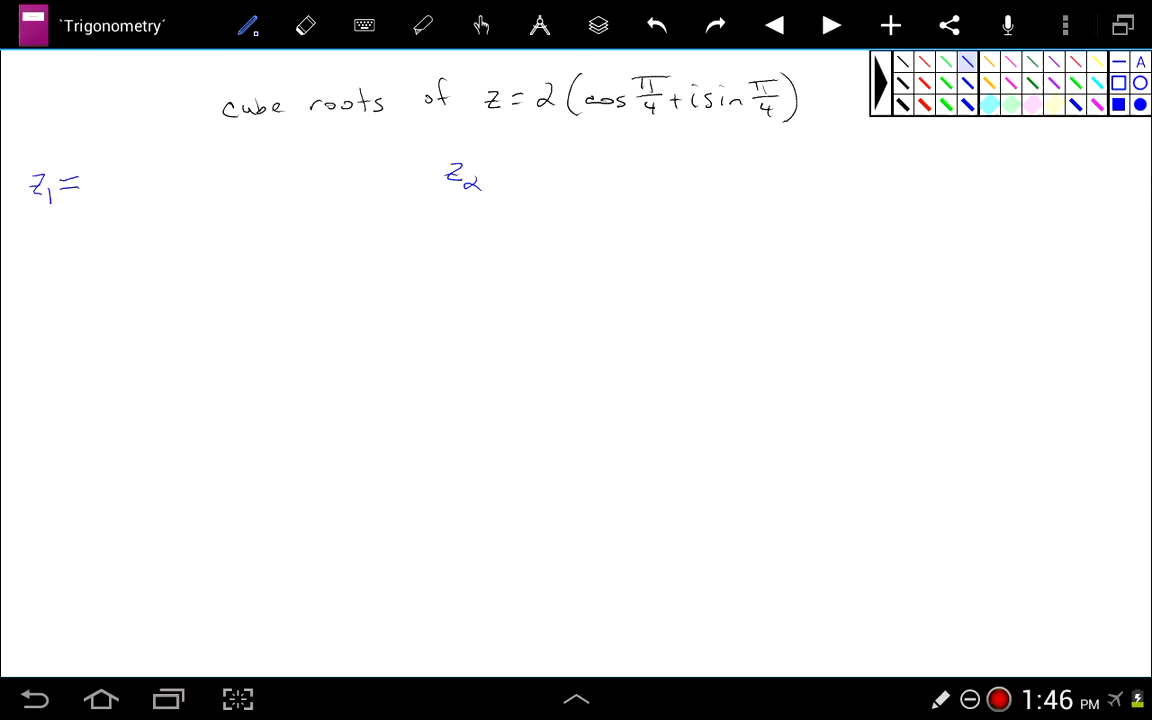 `Trigonometry´
A
cube roots of z = 2 (cos π/4 + i sin π/4)
z₁ =
z₂
1:46 PM